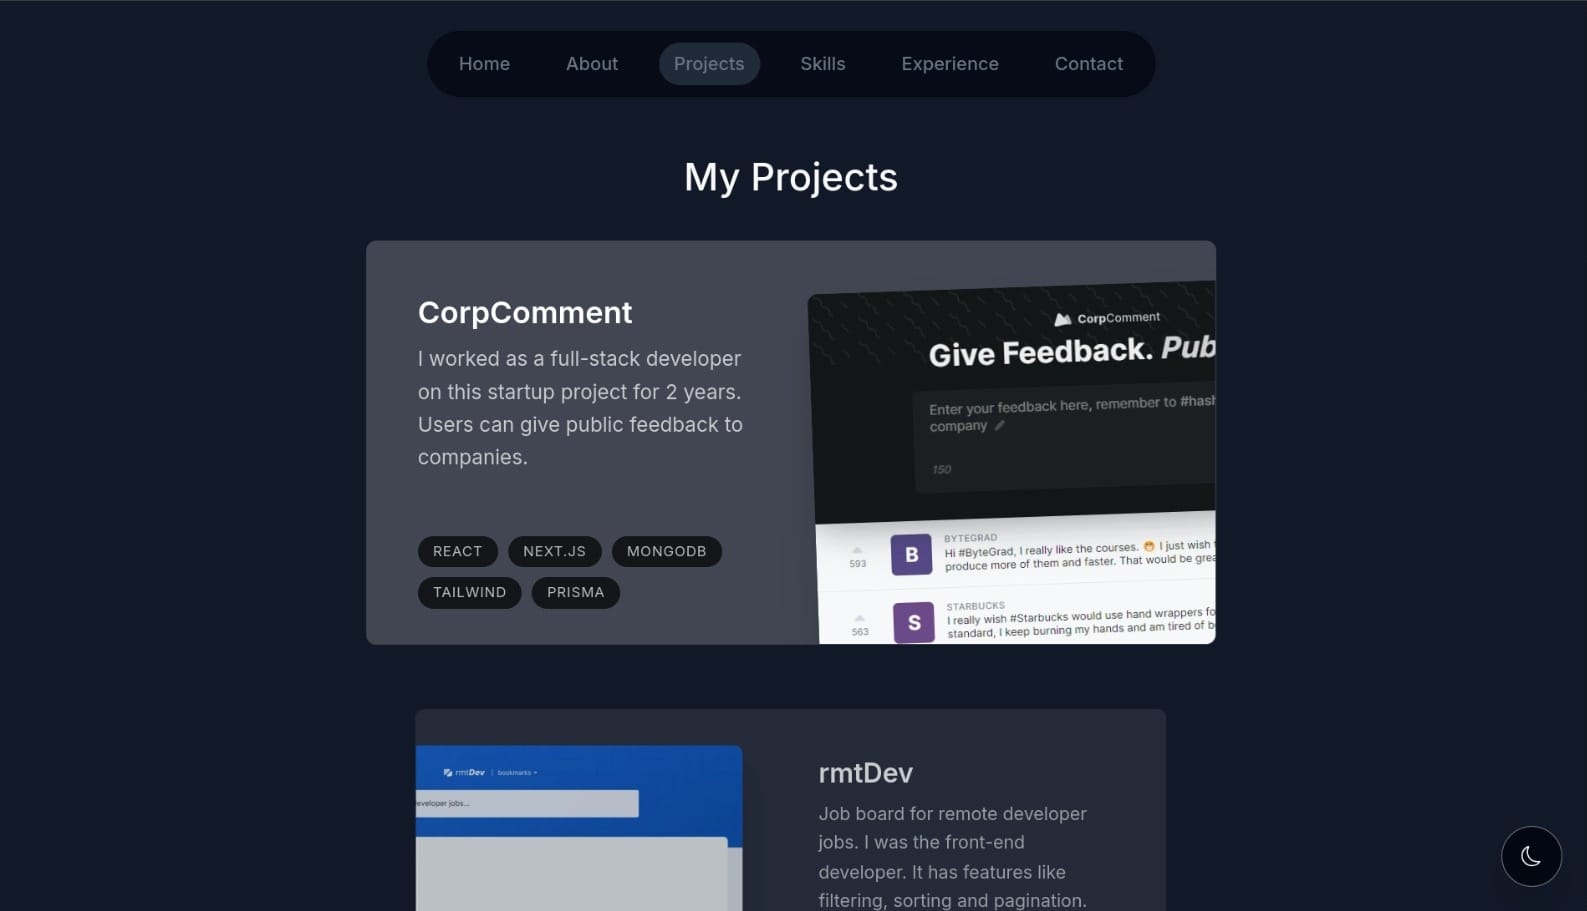 Home About Projects Skills Experience Contact
My Projects
CorpComment
I worked as a full-stack developer
on this startup project for 2 years.
Users can give public feedback to
companies.
REACT NEXT.JS MONGODB
TAILWIND PRISMA
CorpComment
Give Feedback. Pub
Enter your feedback here, remember to #hash
company
150
593
B
BYTEGRAD
Hi #ByteGrad, I really like the courses. 😁 I just wish
produce more of them and faster. That would be grea
563
S
STARBUCKS
I really wish #Starbucks would use hand wrappers fo
standard, I keep burning my hands and am tired of b
rmtDev | bookmarks
eveloper jobs...
rmtDev
Job board for remote developer
jobs. I was the front-end
developer. It has features like
filtering, sorting and pagination.